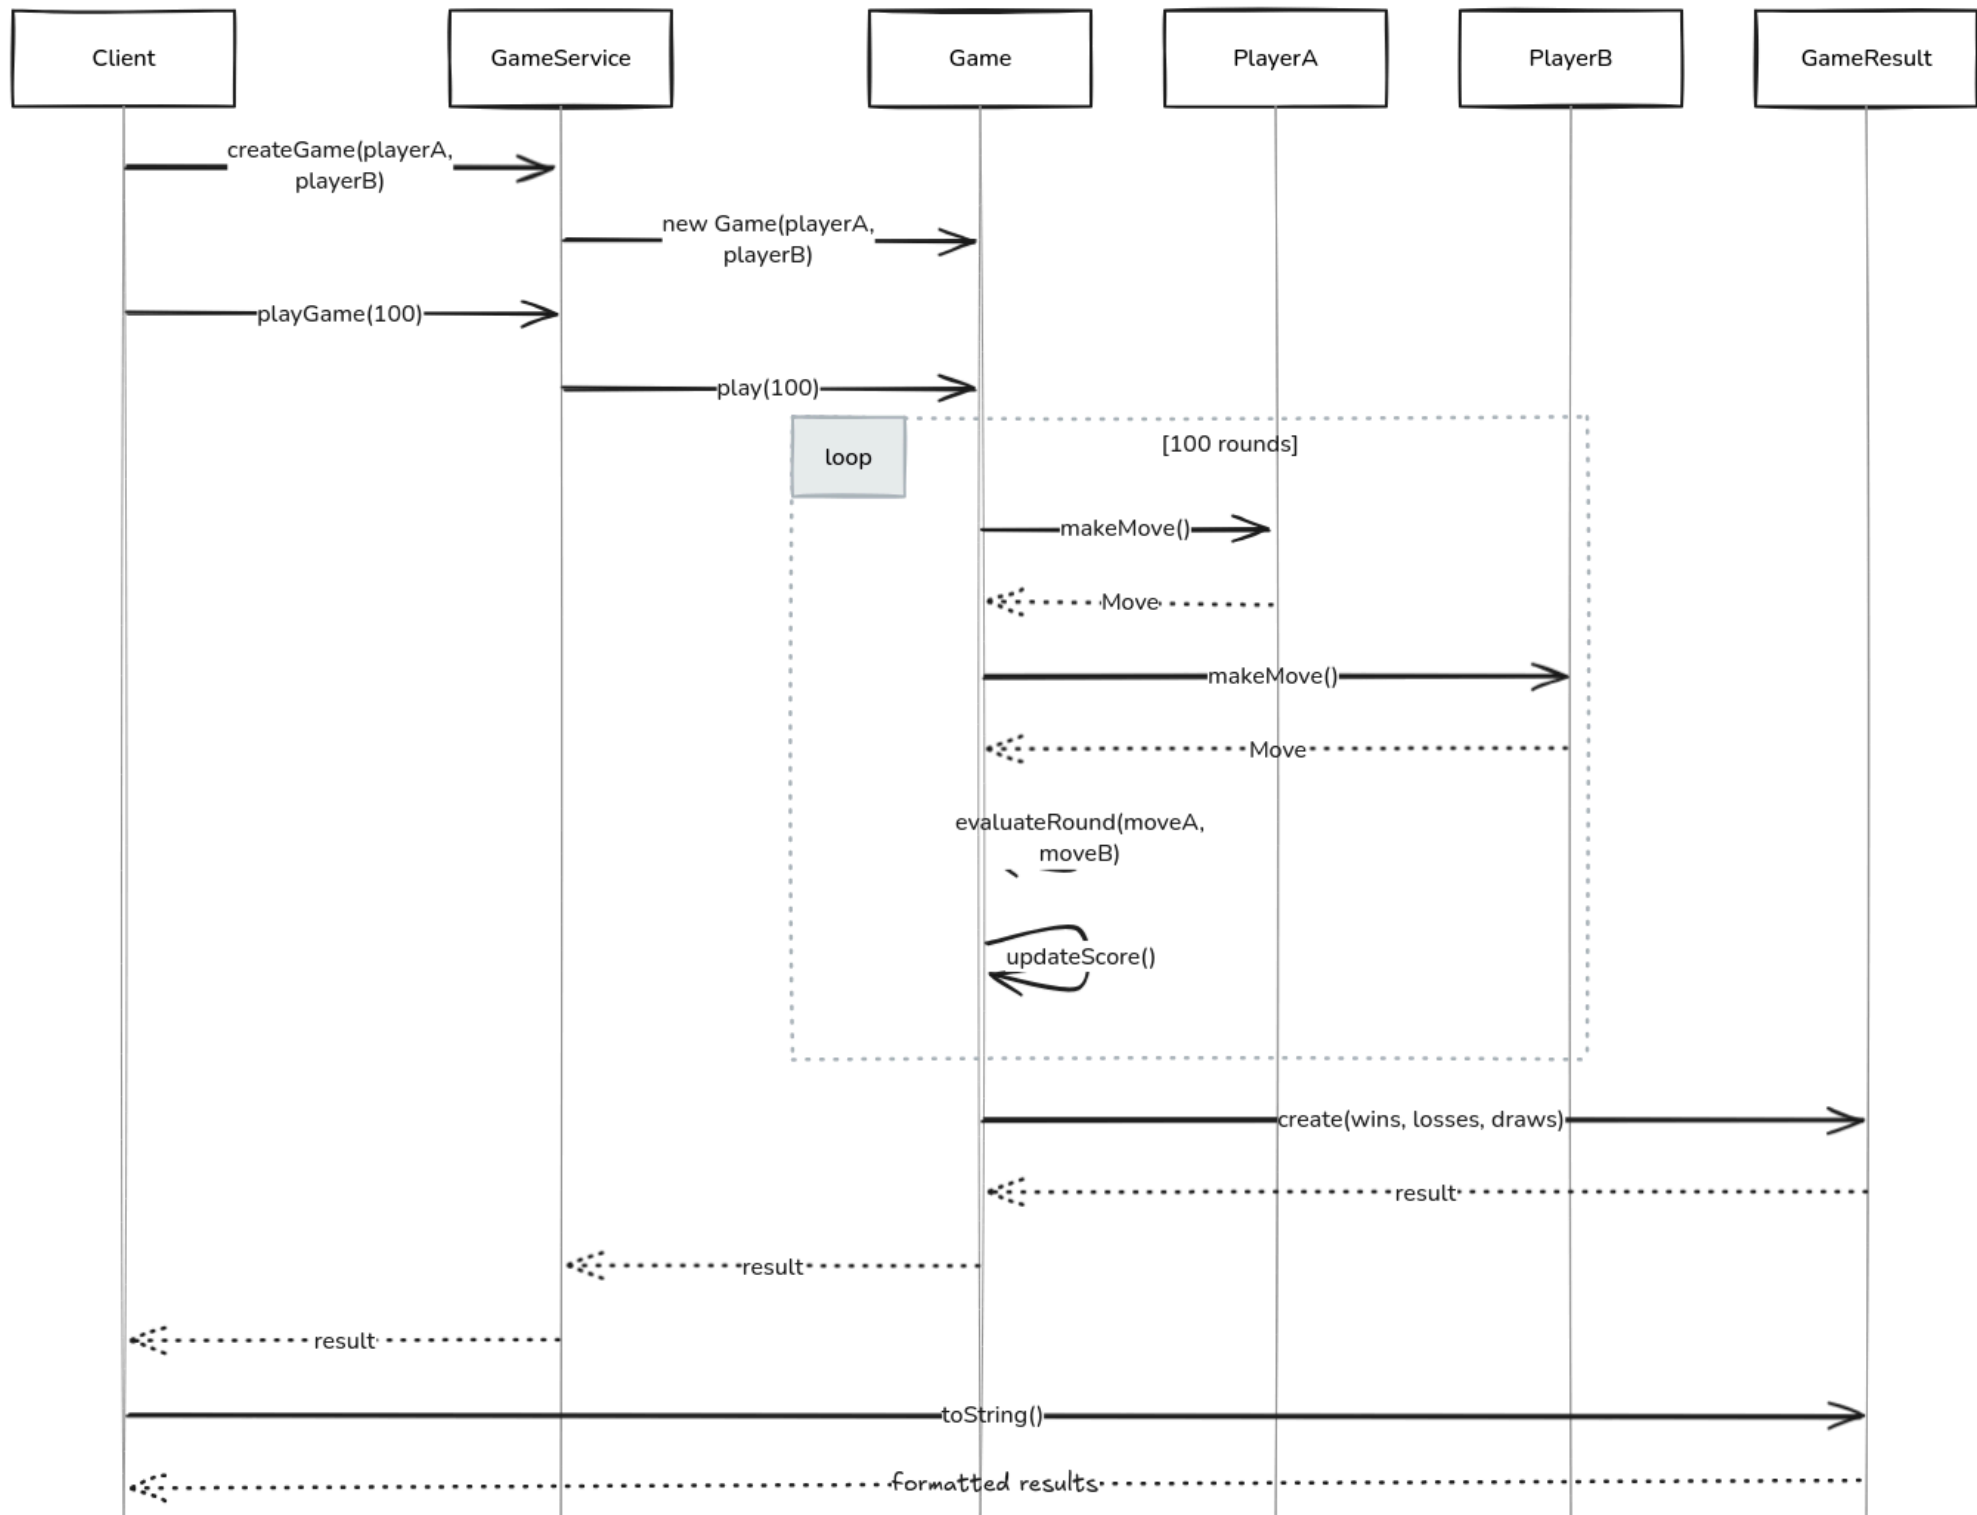 Client
GameService
Game
PlayerA
PlayerB
GameResult
createGame(playerA,
playerB)
new Game(playerA,
playerB)
playGame(100)
play(100)
loop
[100 rounds]
makeMove()
Move
makeMove()
Move
evaluateRound(moveA,
moveB)
updateScore()
create(wins, losses, draws)
result
result
result
toString()
formatted results